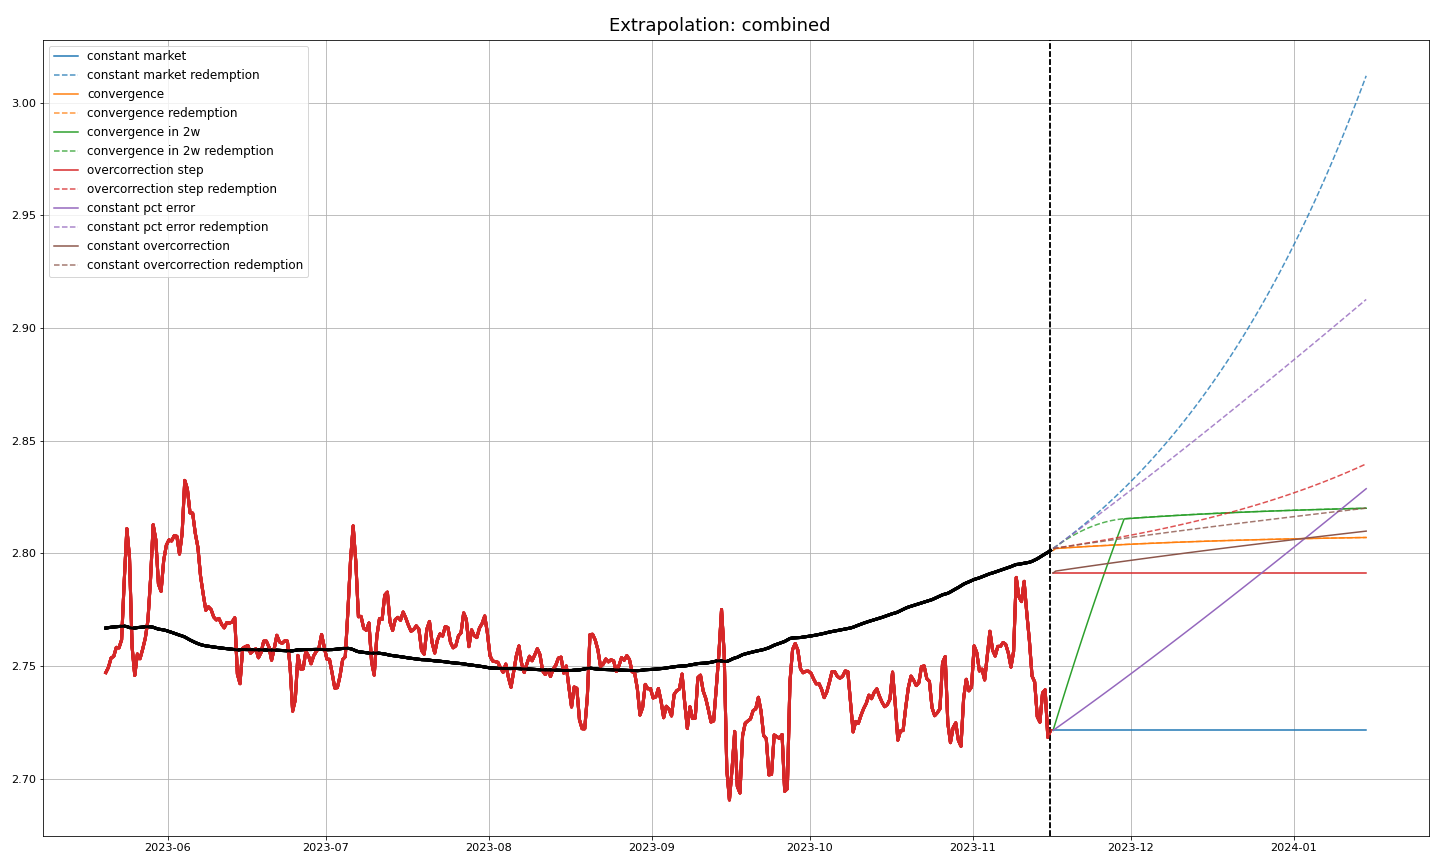 Extrapolation: combined
constant market
constant market redemption
convergence
convergence redemption
convergence in 2w
convergence in 2w redemption
overcorrection step
overcorrection step redemption
constant pct error
constant pct error redemption
constant overcorrection
constant overcorrection redemption
3.00
2.95
2.90
2.85
2.80
2.75
2.70
2023-06 2023-07 2023-08 2023-09 2023-10 2023-11 2023-12 2024-01